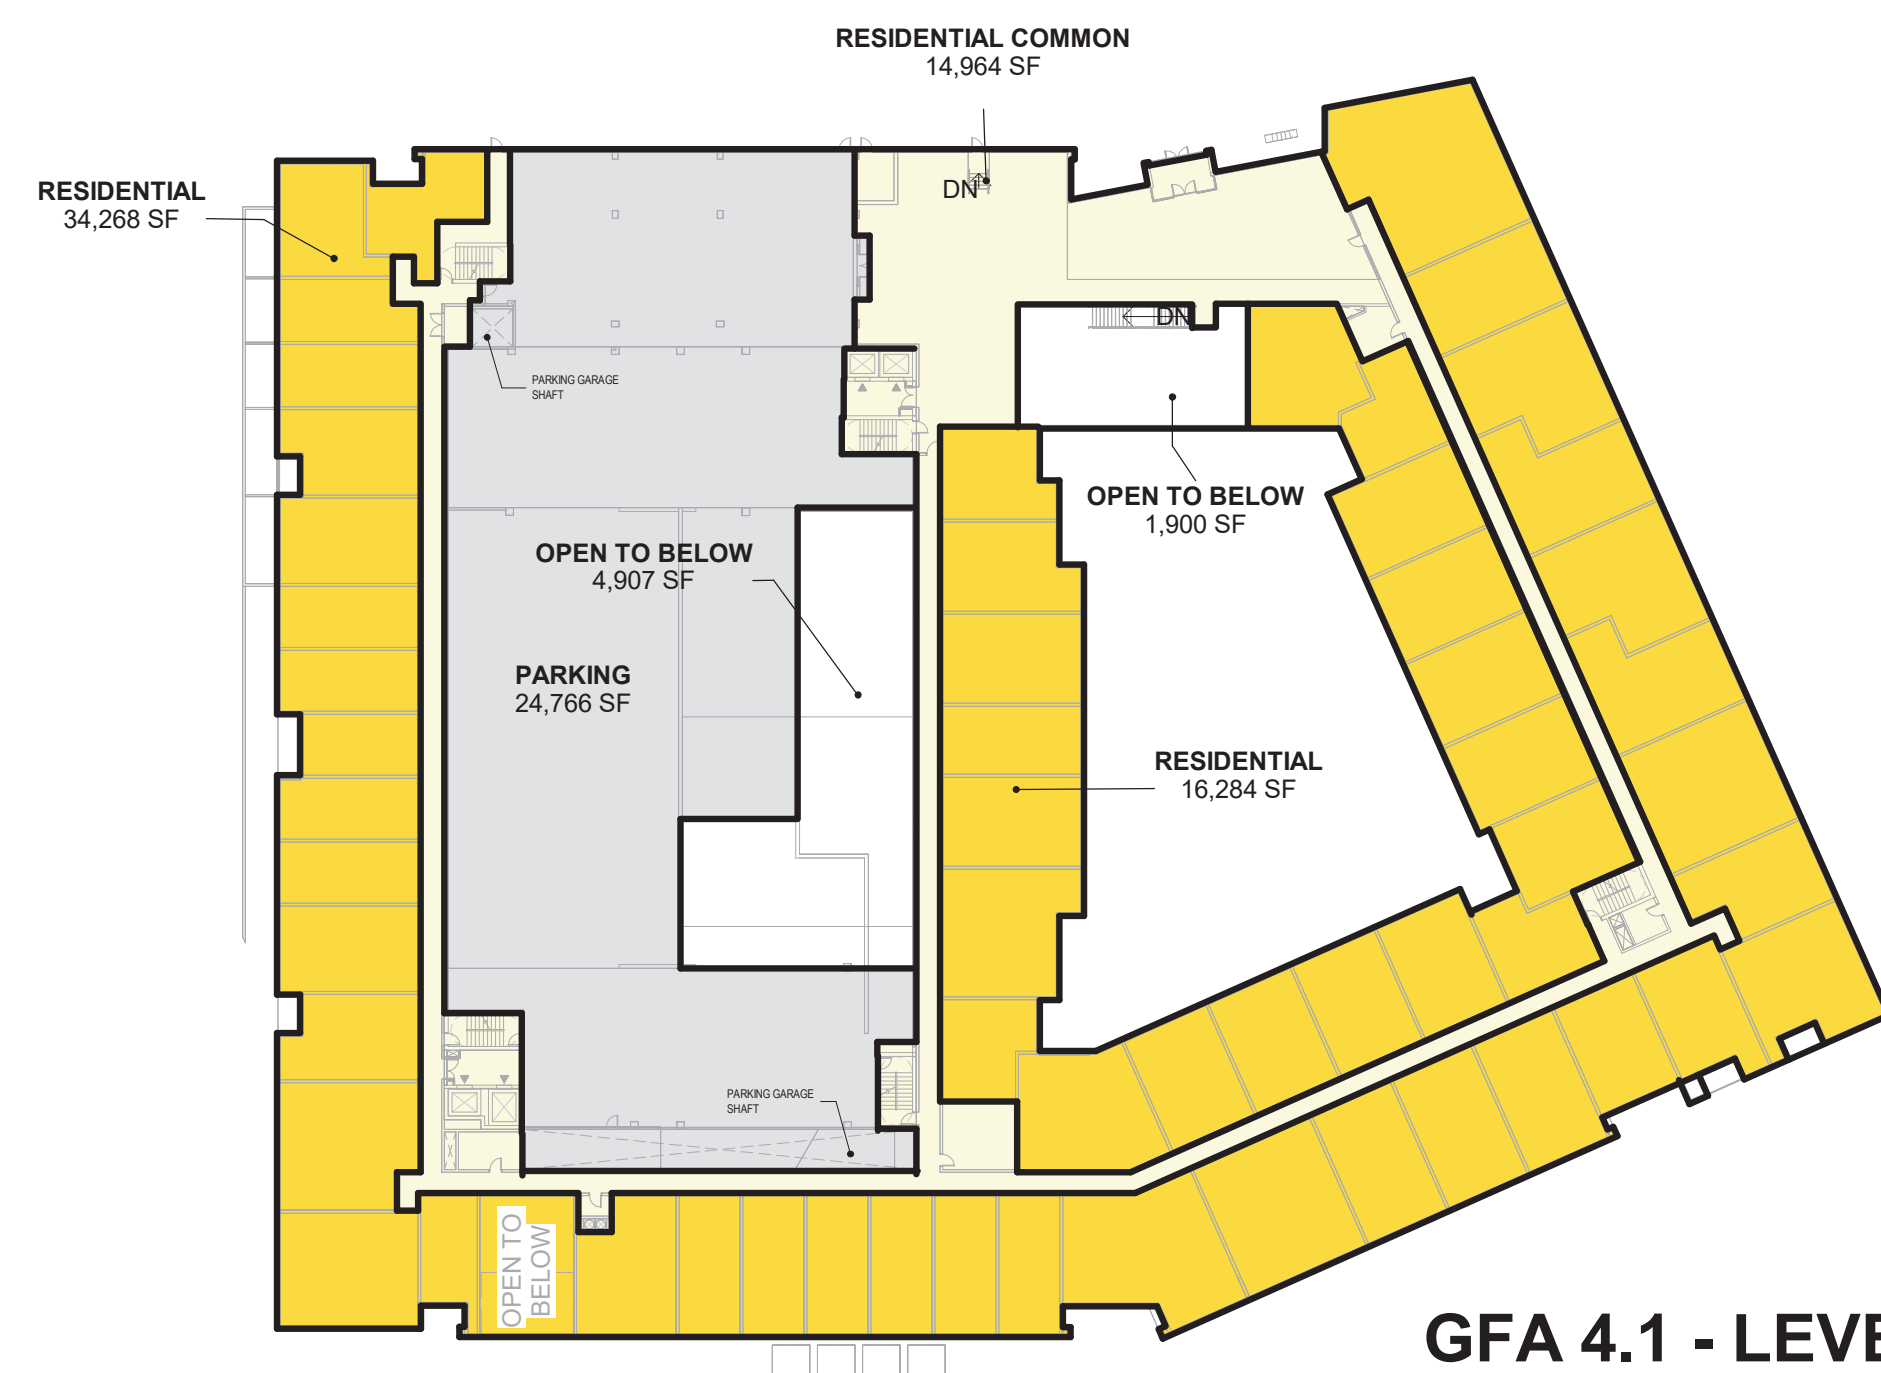 RESIDENTIAL COMMON
14,964 SF
RESIDENTIAL
34,268 SF
DN
DN
PARKING GARAGE
SHAFT
OPEN TO BELOW
1,900 SF
OPEN TO BELOW
4,907 SF
PARKING
24,766 SF
RESIDENTIAL
16,284 SF
PARKING GARAGE
SHAFT
OPEN TO
BELOW
GFA 4.1 - LEVE